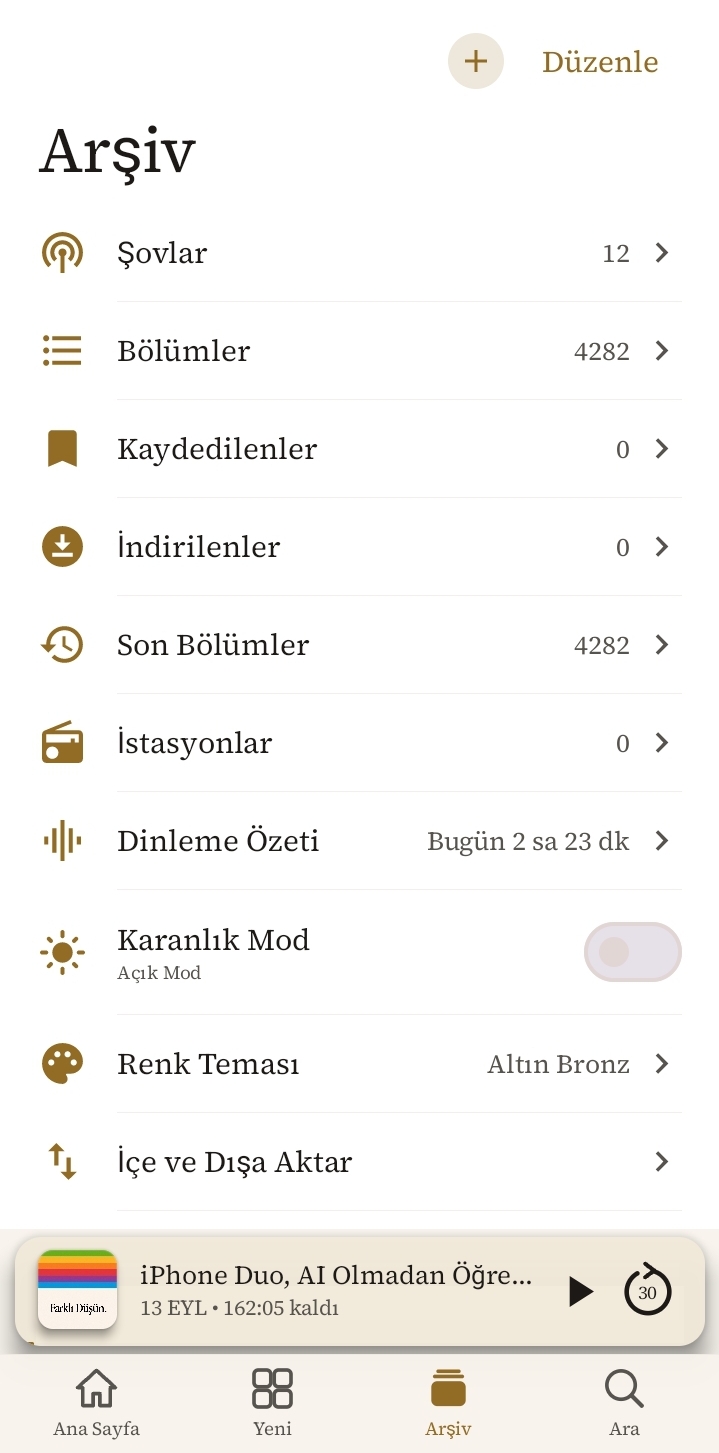 Düzenle
Arşiv
Şovlar 12
Bölümler 4282
Kaydedilenler 0
İndirilenler 0
Son Bölümler 4282
İstasyonlar 0
Dinleme Özeti Bugün 2 sa 23 dk
Karanlık Mod
Açık Mod
Renk Teması Altın Bronz
İçe ve Dışa Aktar
Farklı Düşün.
iPhone Duo, AI Olmadan Öğre...
13 EYL • 162:05 kaldı
30
Ana Sayfa Yeni Arşiv Ara